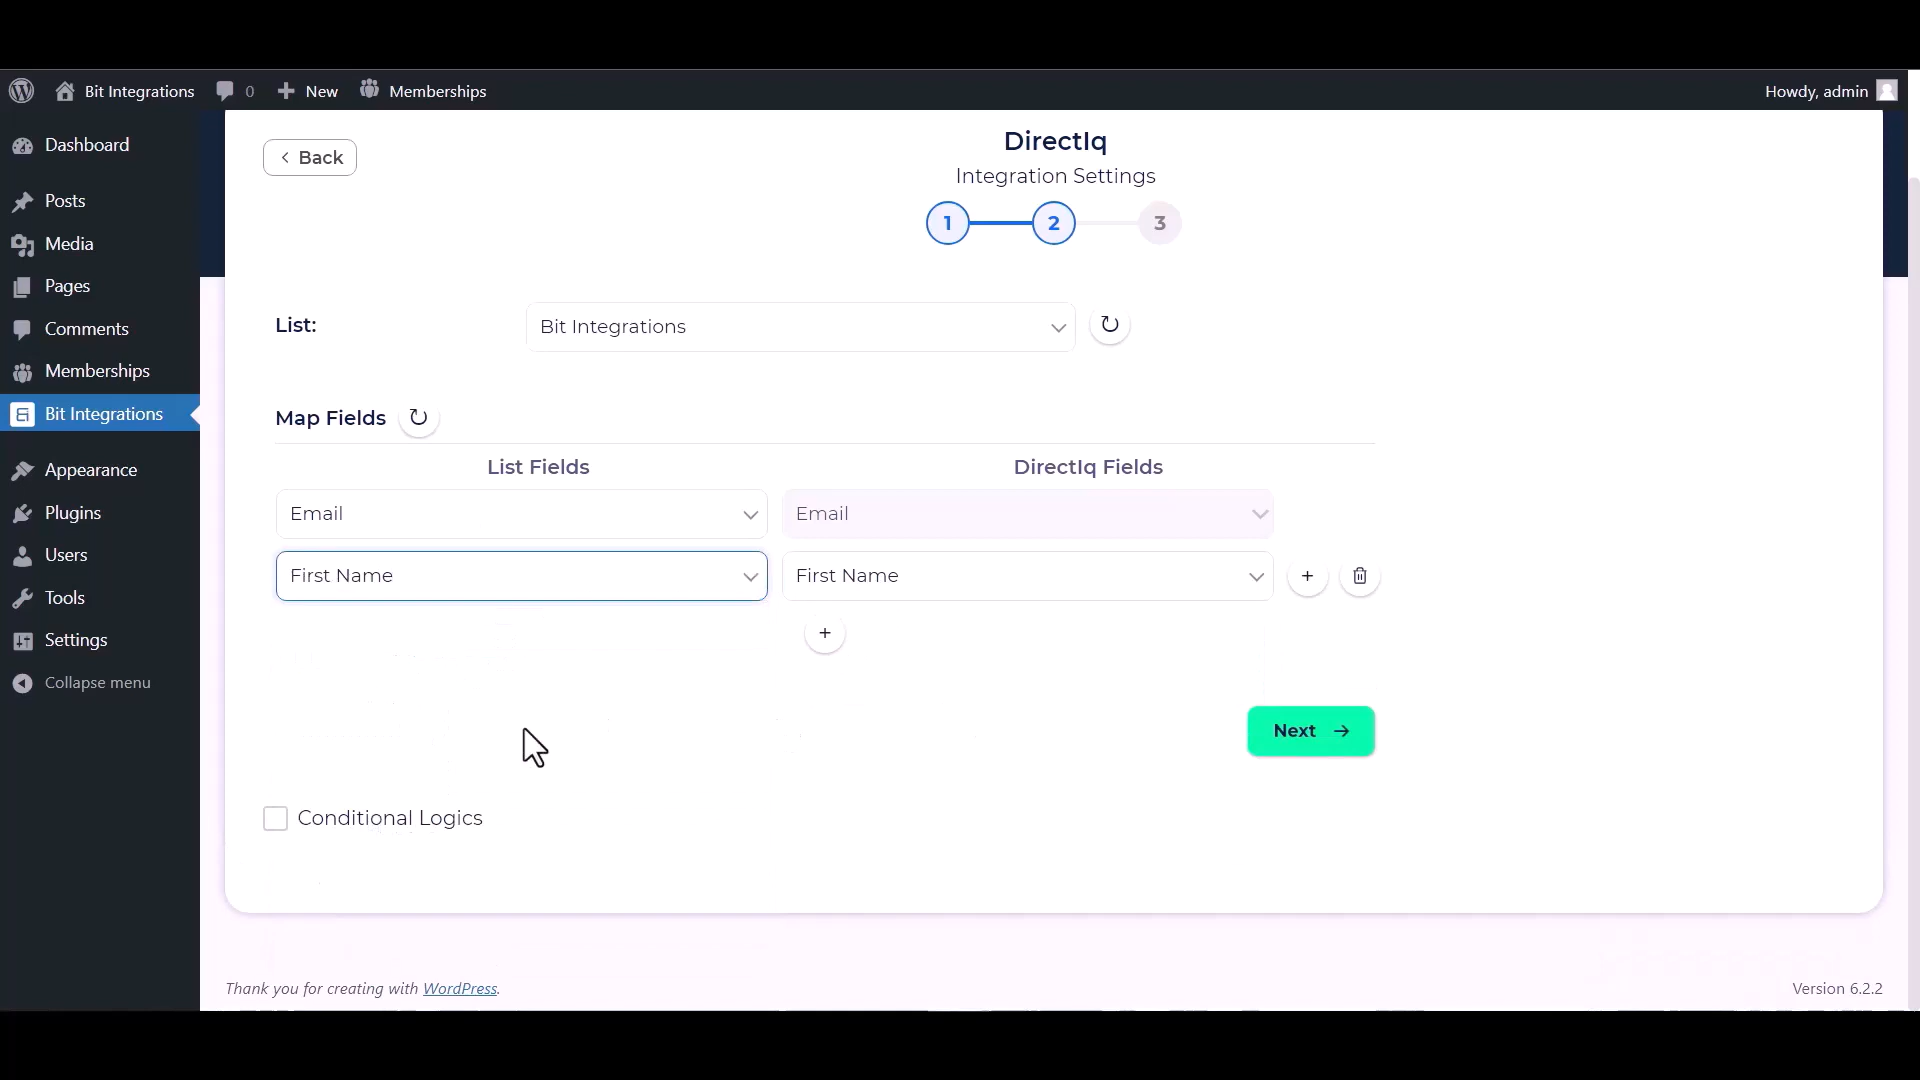 Bit Integrations
0
New
Memberships
Howdy, admin
Dashboard
Posts
Media
Pages
Comments
Memberships
Bit Integrations
Appearance
Plugins
Users
Tools
Settings
Collapse menu
Back
DirectIq
Integration Settings
1
2
3
List:
Bit Integrations
Map Fields
List Fields
DirectIq Fields
Email
Email
First Name
First Name
+
+
Next
Conditional Logics
Thank you for creating with WordPress.
Version 6.2.2